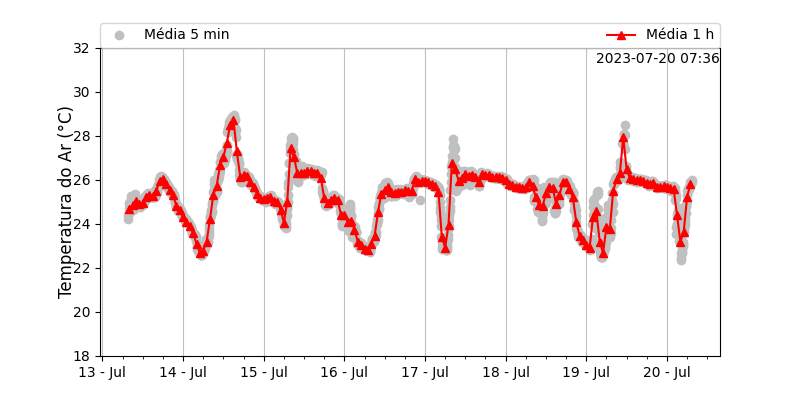 Média 5 min
Média 1 h
2023-07-20 07:36
Temperatura do Ar (°C)
32
30
28
26
24
22
20
18
13 - Jul
14 - Jul
15 - Jul
16 - Jul
17 - Jul
18 - Jul
19 - Jul
20 - Jul